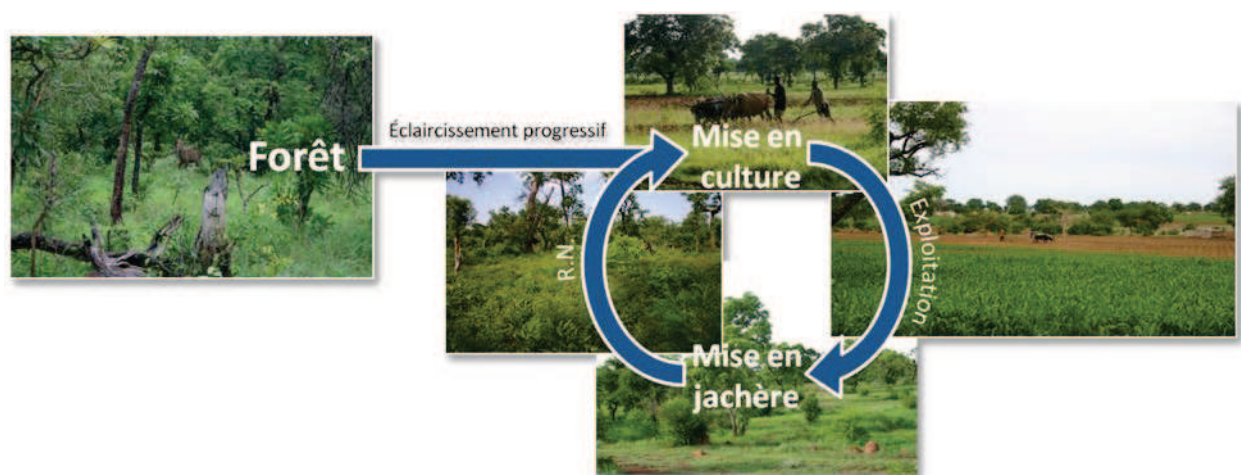 Éclaircissement progressif
Forêt
Mise en
culture
Exploitation
R.N.
Mise en
jachère